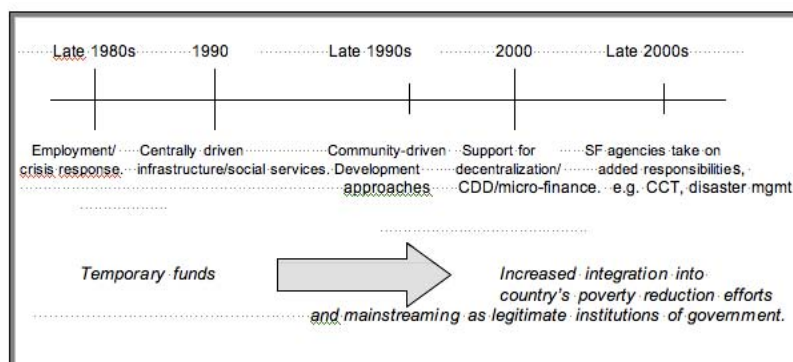 Late 1980s 1990 Late 1990s 2000 Late 2000s
Employment/ Centrally driven Community-driven Support for SF agencies take on
crisis response. infrastructure/social services. Development decentralization/ added responsibilities,
approaches CDD/micro-finance. e.g. CCT, disaster mgmt
Temporary funds Increased integration into
country's poverty reduction efforts
and mainstreaming as legitimate institutions of government.